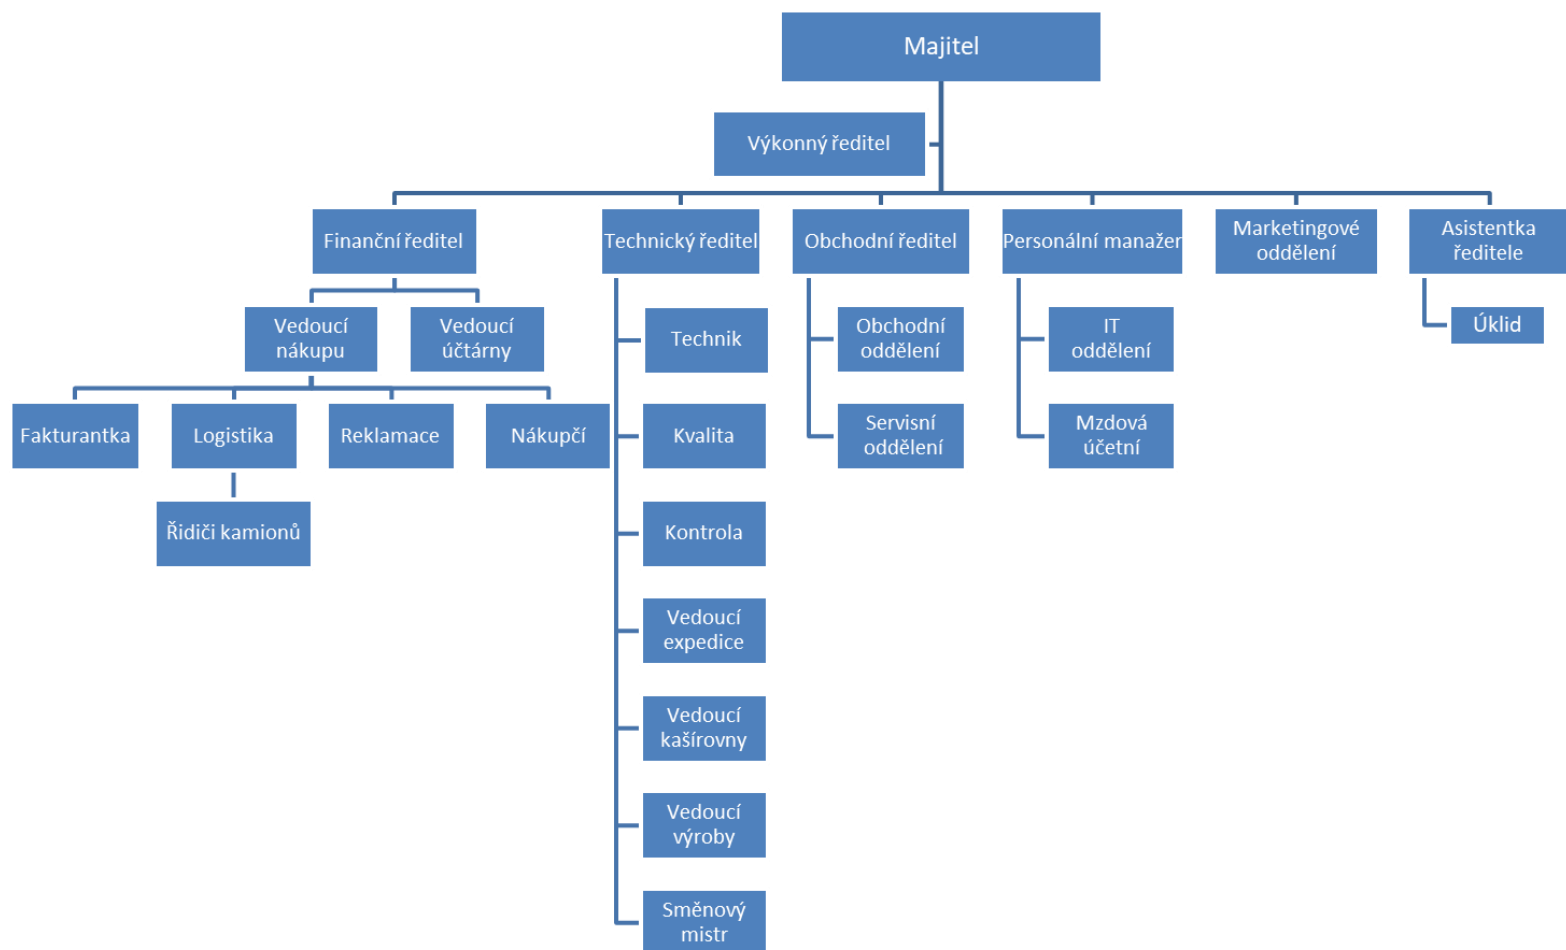 Majitel
Výkonný ředitel
Finanční ředitel
Technický ředitel
Obchodní ředitel
Personální manažer
Marketingové
oddělení
Asistentka
ředitele
Vedoucí
nákupu
Vedoucí
účtárny
Technik
Obchodní
oddělení
IT
oddělení
Úklid
Fakturantka
Logistika
Reklamace
Nákupčí
Kvalita
Servisní
oddělení
Mzdová
účetní
Řidiči kamionů
Kontrola
Vedoucí
expedice
Vedoucí
kašírovny
Vedoucí
výroby
Směnový
mistr